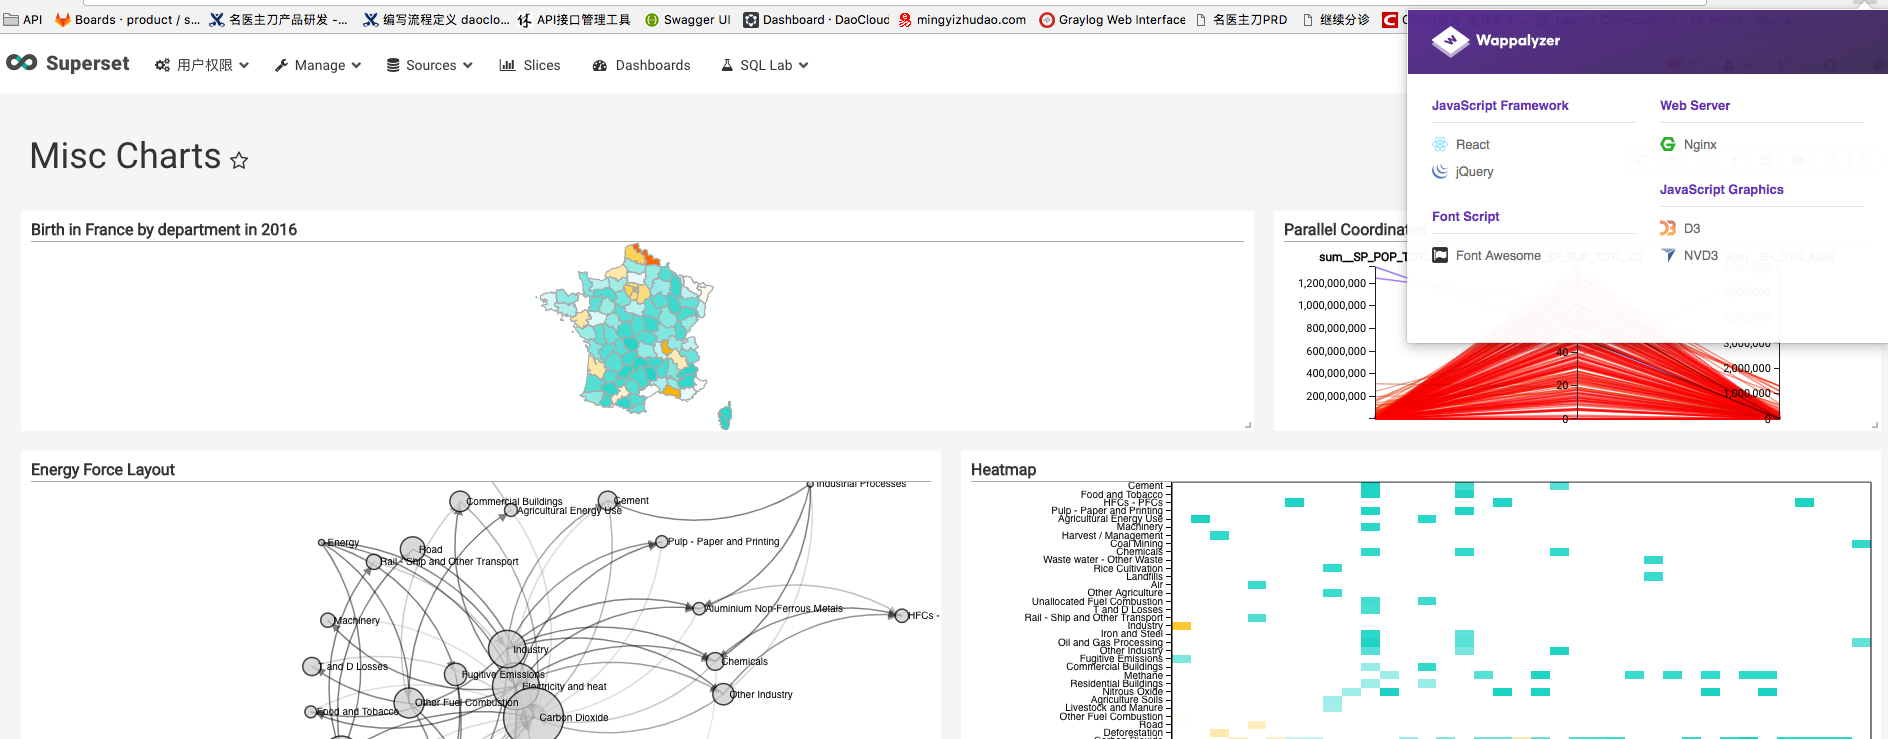 API
Boards · product / s...
名医主刀产品研发 -...
编写流程定义 daoclo...
API接口管理工具
Swagger UI
Dashboard · DaoCloud
mingyizhudao.com
Graylog Web Interface
名医主刀PRD
继续分诊
Wappalyzer
Superset
用户权限
Manage
Sources
Slices
Dashboards
SQL Lab
JavaScript Framework
Web Server
React
Nginx
jQuery
JavaScript Graphics
Font Script
D3
Font Awesome
NVD3
Misc Charts
Birth in France by department in 2016
Parallel Coordinates
sum__SP_POP_TOTL
SP_RUR_TOTL_ZS
sum__SH_DYN_AIDS
1,200,000,000
1,000,000,000
800,000,000
600,000,000
400,000,000
200,000,000
40
20
0
3,000,000
2,000,000
1,000,000
0
Energy Force Layout
Commercial Buildings
Cement
Industrial Processes
Agricultural Energy Use
Energy
Road
Pulp - Paper and Printing
Rail - Ship and Other Transport
Aluminium Non-Ferrous Metals
HFCs -
Machinery
Industry
Chemicals
T and D Losses
Fugitive Emissions
Electricity and heat
Other Industry
Other Fuel Combustion
Food and Tobacco
Carbon Dioxide
Heatmap
Cement
Food and Tobacco
HFCs - PFCs
Pulp - Paper and Printing
Agricultural Energy Use
Machinery
Harvest / Management
Coal Mining
Chemicals
Waste water - Other Waste
Rice Cultivation
Landfills
Air
Other Agriculture
Unallocated Fuel Combustion
T and D Losses
Rail - Ship and Other Transport
Industry
Iron and Steel
Oil and Gas Processing
Other Industry
Fugitive Emissions
Commercial Buildings
Methane
Residential Buildings
Nitrous Oxide
Agriculture Soils
Livestock and Manure
Other Fuel Combustion
Road
Deforestation
Carbon Dioxide